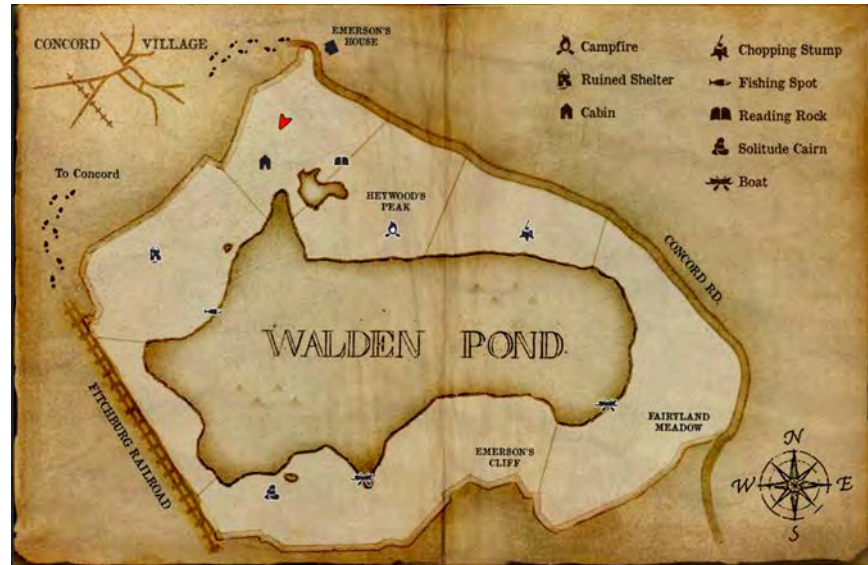 CONCORD VILLAGE
EMERSON'S
HOUSE
Campfire
Ruined Shelter
Cabin
Chopping Stump
Fishing Spot
Reading Rock
Solitude Cairn
Boat
To Concord
HEYWOOD'S
PEAK
CONCORD RD.
WALDEN POND.
FITCHBURG RAILROAD
EMERSON'S
CLIFF
FAIRYLAND
MEADOW
N
W E
S